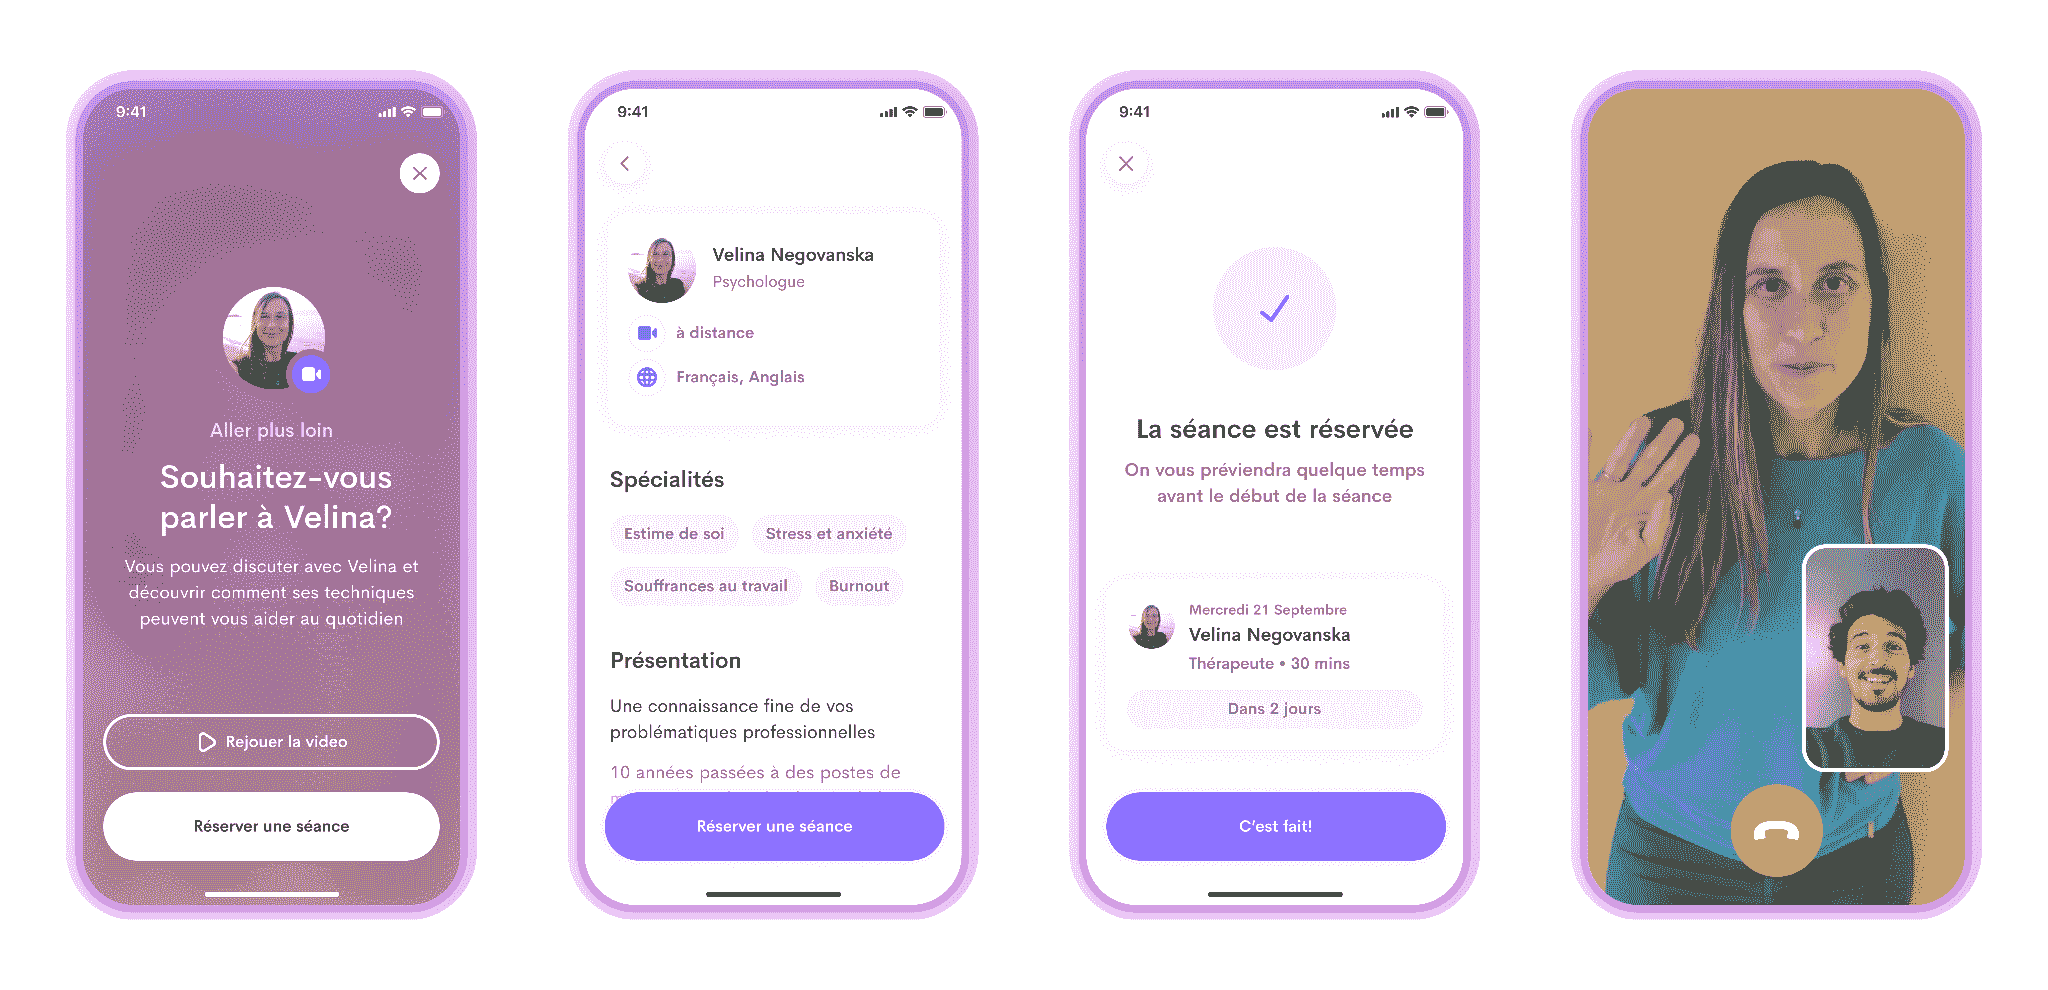 9:41
Aller plus loin
Souhaitez-vous
parler à Velina?
Vous pouvez discuter avec Velina et
découvrir comment ses techniques
peuvent vous aider au quotidien
Rejouer la video
Réserver une séance
9:41
Velina Negovanska
Psychologue
à distance
Français, Anglais
Spécialités
Estime de soi
Stress et anxiété
Souffrances au travail
Burnout
Présentation
Une connaissance fine de vos
problématiques professionnelles
10 années passées à des postes de
Réserver une séance
9:41
La séance est réservée
On vous préviendra quelque temps
avant le début de la séance
Mercredi 21 Septembre
Velina Negovanska
Thérapeute • 30 mins
Dans 2 jours
C'est fait!